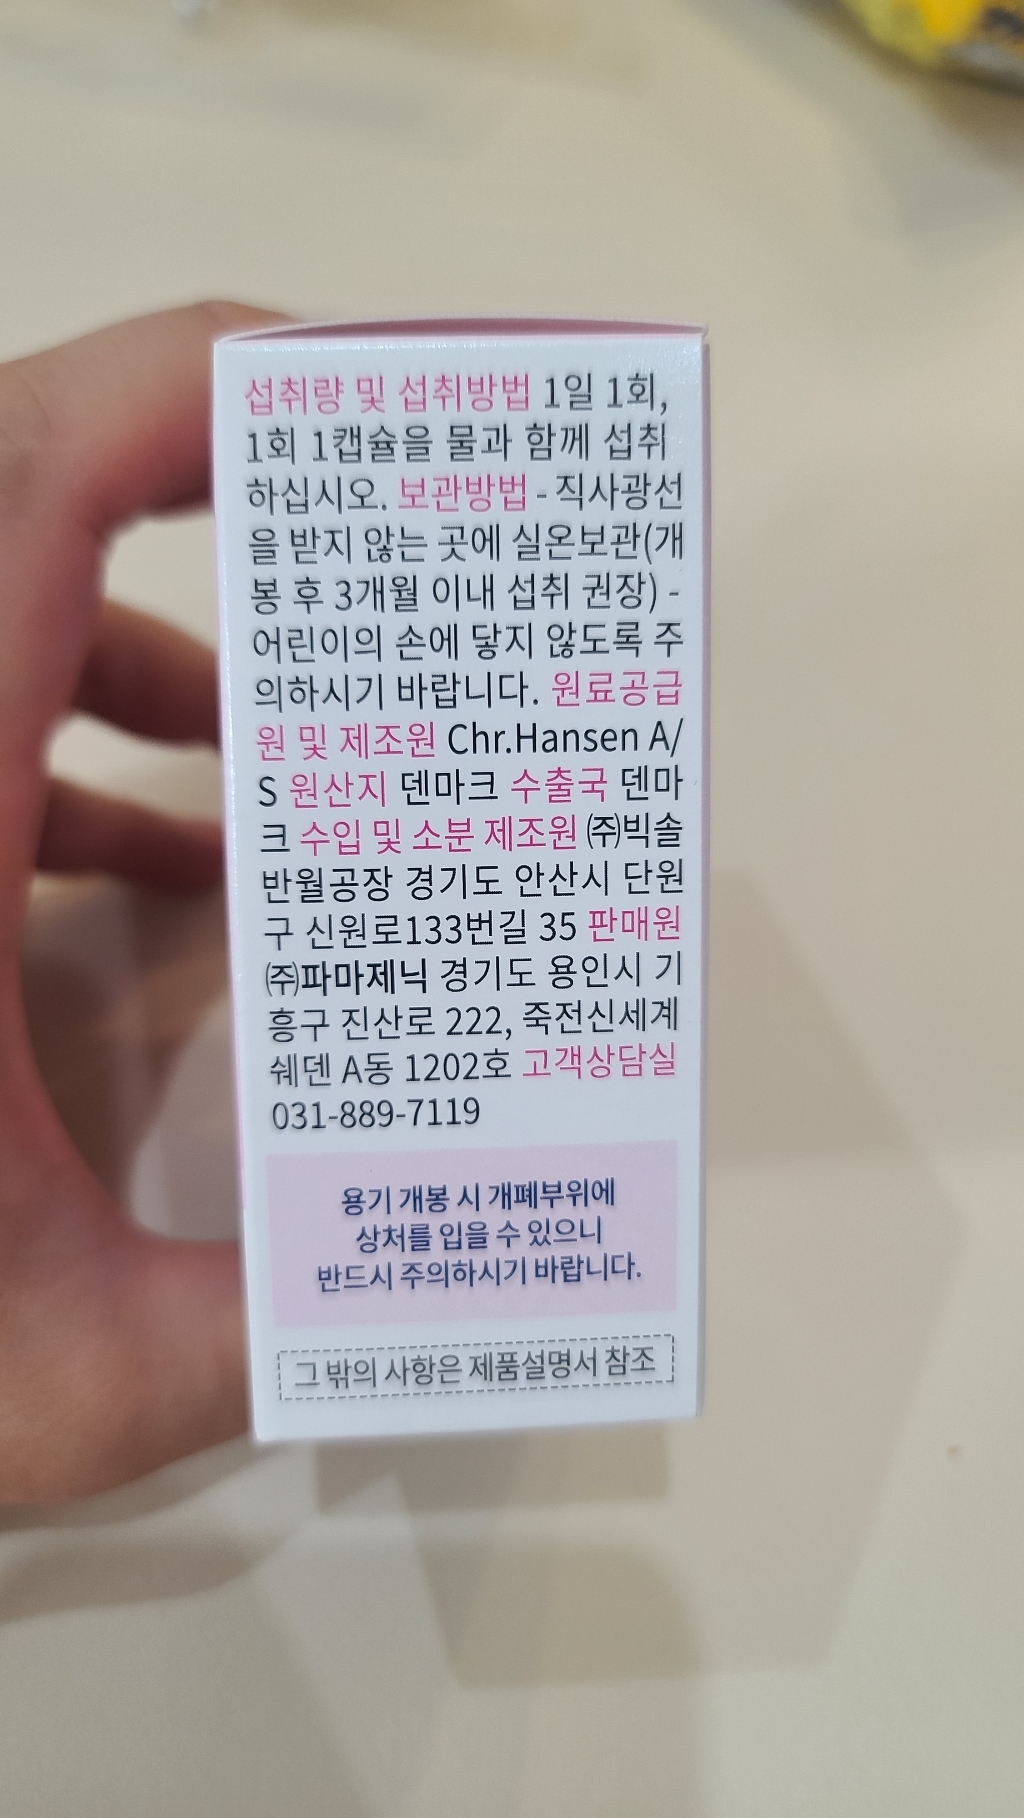 섭취량 및 섭취방법 1일 1회,
1회 1캡슐을 물과 함께 섭취
하십시오. 보관방법 - 직사광선
을 받지 않는 곳에 실온보관(개
봉 후 3개월 이내 섭취 권장) -
어린이의 손에 닿지 않도록 주
의하시기 바랍니다. 원료공급
원 및 제조원 Chr.Hansen A/
S 원산지 덴마크 수출국 덴마
크 수입 및 소분 제조원 ㈜빅솔
반월공장 경기도 안산시 단원
구 신원로133번길 35 판매원
㈜파마제닉 경기도 용인시 기
흥구 진산로 222, 죽전신세계
쉐덴 A동 1202호 고객상담실
031-889-7119
용기 개봉 시 개폐부위에
상처를 입을 수 있으니
반드시 주의하시기 바랍니다.
그 밖의 사항은 제품설명서 참조